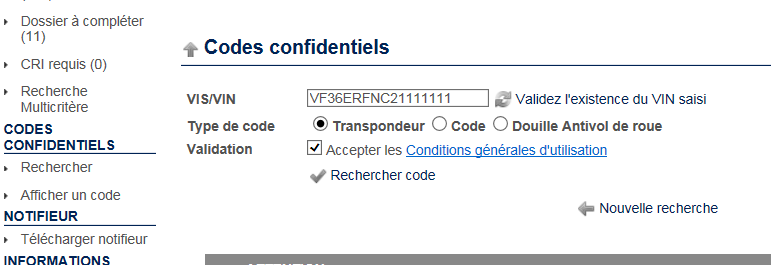 Dossier à compléter
(11)
CRI requis (0)
Recherche
Multicritère
CODES
CONFIDENTIELS
Rechercher
Afficher un code
NOTIFIEUR
Télécharger notifieur
INFORMATIONS
Codes confidentiels
VIS/VIN VF36ERFNC21111111 Validez l'existence du VIN saisi
Type de code Transpondeur Code Douille Antivol de roue
Validation Accepter les Conditions générales d'utilisation
Rechercher code
Nouvelle recherche
ATTENTION